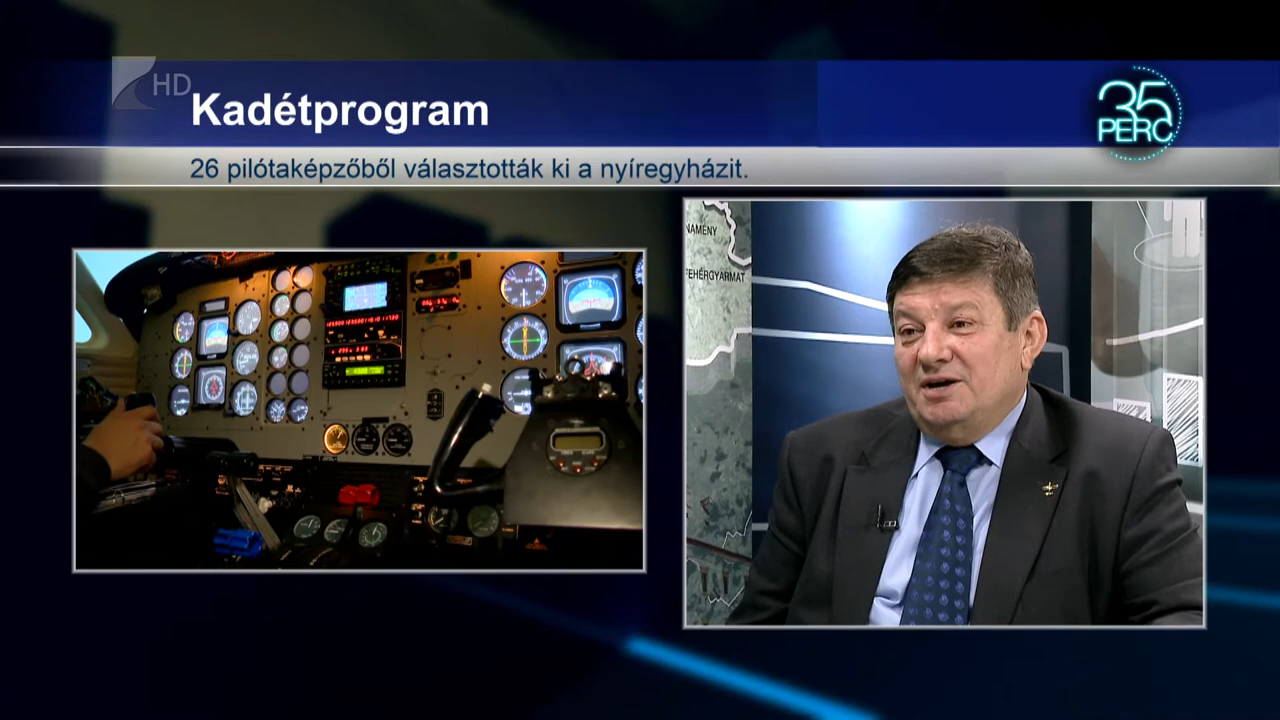 HD
Kadétprogram
35
PERC
26 pilótaképzőből választották ki a nyíregyházit.
NAMÉNY
FEHÉRGYARMAT